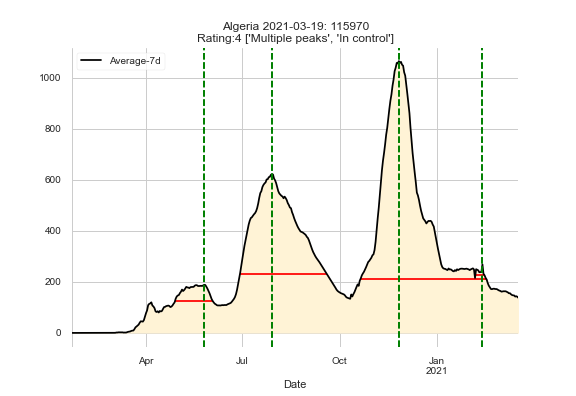 Algeria 2021-03-19: 115970
Rating:4 ['Multiple peaks', 'In control']
Average-7d
1000
800
600
400
200
0
Apr
Jul
Oct
Jan
2021
Date